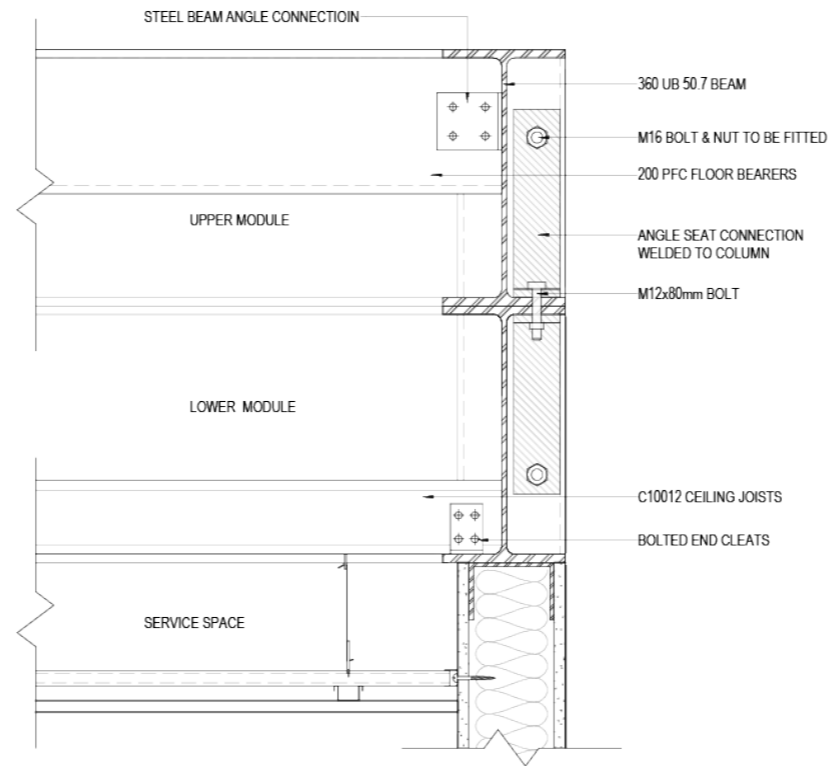 STEEL BEAM ANGLE CONNECTIOIN
360 UB 50.7 BEAM
M16 BOLT & NUT TO BE FITTED
200 PFC FLOOR BEARERS
UPPER MODULE
ANGLE SEAT CONNECTION
WELDED TO COLUMN
M12x80mm BOLT
LOWER MODULE
C10012 CEILING JOISTS
BOLTED END CLEATS
SERVICE SPACE